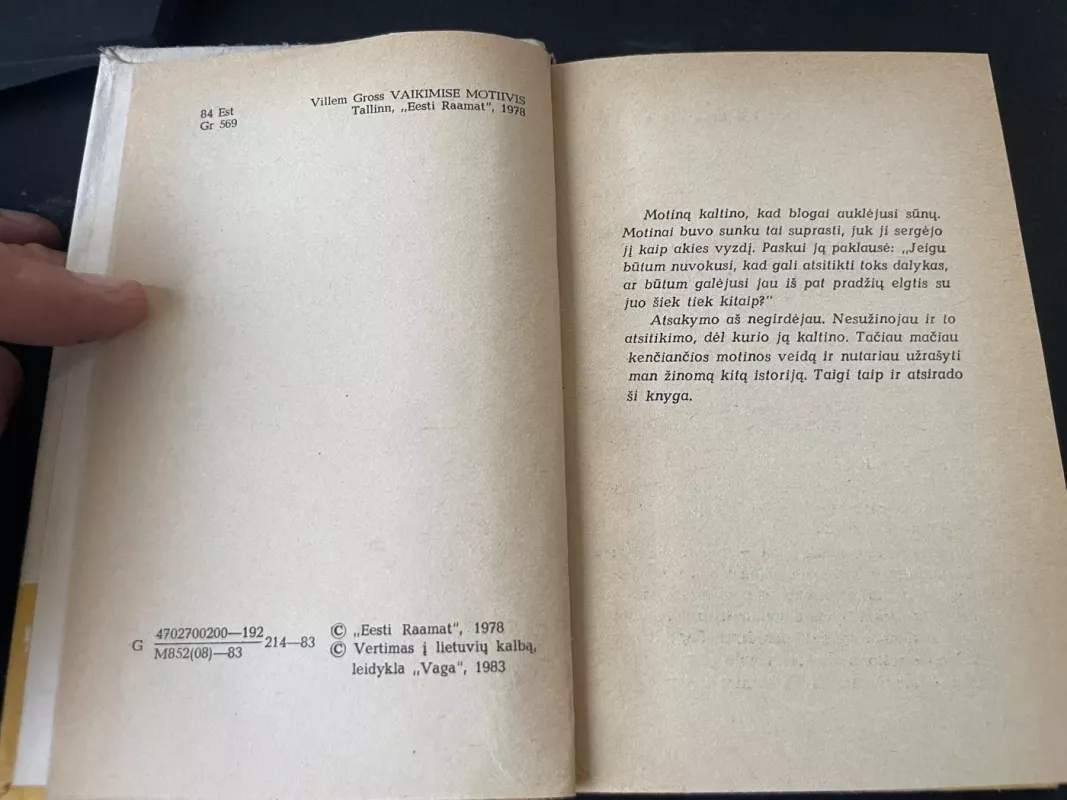 84 Est
Gr 569
Villem Gross VAIKIMISE MOTIIVIS
Tallinn, „Eesti Raamat", 1978
G 4702700200—192 214—83
M852(08)—83
© „Eesti Raamat", 1978
© Vertimas į lietuvių kalbą,
leidykla „Vaga", 1983
Motiną kaltino, kad blogai auklėjusi sūnų.
Motinai buvo sunku tai suprasti, juk ji sergėjo
jį kaip akies vyzdį. Paskui ją paklausė: „Jeigu
būtum nuvokusi, kad gali atsitikti toks dalykas,
ar būtum galėjusi jau iš pat pradžių elgtis su
juo šiek tiek kitaip?"
Atsakymo aš negirdėjau. Nesužinojau ir to
atsitikimo, dėl kurio ją kaltino. Tačiau mačiau
kenčiančios motinos veidą ir nutariau užrašyti
man žinomą kitą istoriją. Taigi taip ir atsirado
ši knyga.